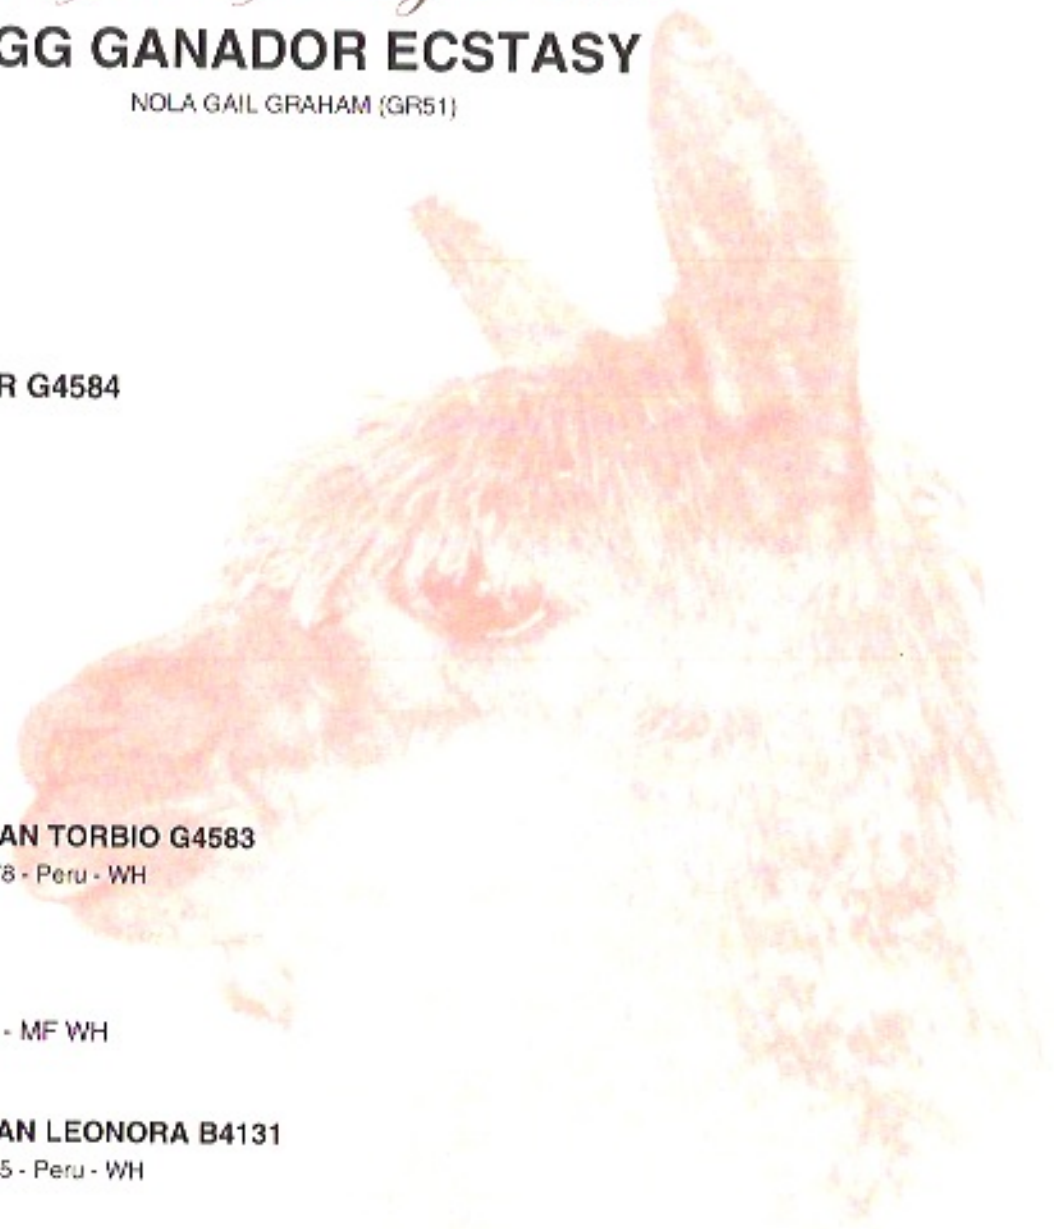 GG GANADOR ECSTASY
NOLA GAIL GRAHAM (GR51)
R G4584
AN TORBIO G4583
8 - Peru - WH
- MF WH
AN LEONORA B4131
5 - Peru - WH